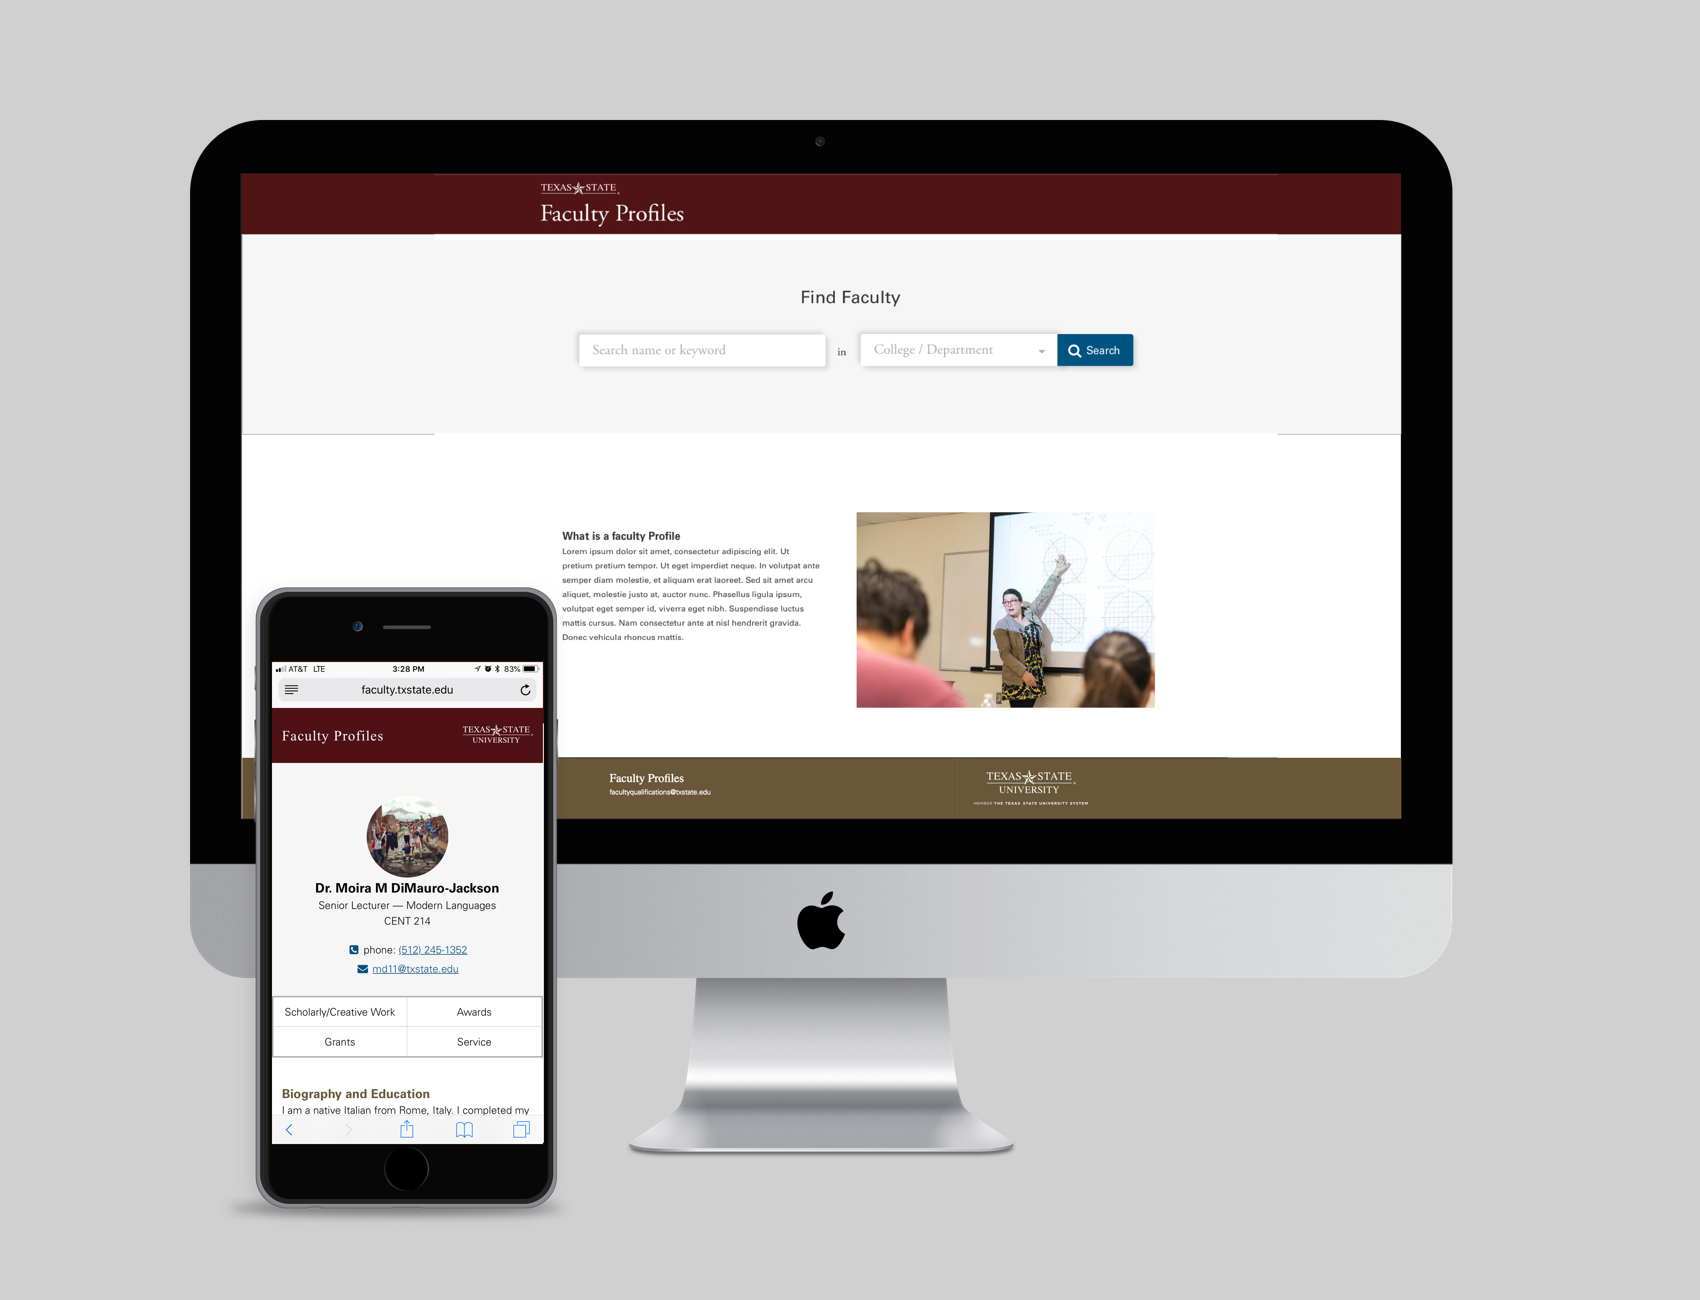 TEXAS STATE
Faculty Profiles
Find Faculty
Search name or keyword
in
College / Department
Search
What is a faculty Profile
Lorem ipsum dolor sit amet, consectetur adipiscing elit. Ut
pretium pretium tempor. Ut eget imperdiet neque. In volutpat ante
semper diam molestie, et aliquam erat laoreet. Sed sit amet arcu
aliquet, molestie justo at, auctor nunc. Phasellus ligula ipsum,
volutpat eget semper id, viverra eget nibh. Suspendisse luctus
mattis cursus. Nam consectetur ante at nisl hendrerit gravida.
Donec vehicula rhoncus mattis.
Faculty Profiles
facultyqualifications@txstate.edu
TEXAS STATE
UNIVERSITY
MEMBER THE TEXAS STATE UNIVERSITY SYSTEM
AT&T LTE 3:28 PM 83%
faculty.txstate.edu
Faculty Profiles
TEXAS STATE
UNIVERSITY
Dr. Moira M DiMauro-Jackson
Senior Lecturer — Modern Languages
CENT 214
phone: (512) 245-1352
md11@txstate.edu
Scholarly/Creative Work Awards
Grants Service
Biography and Education
I am a native Italian from Rome, Italy. I completed my